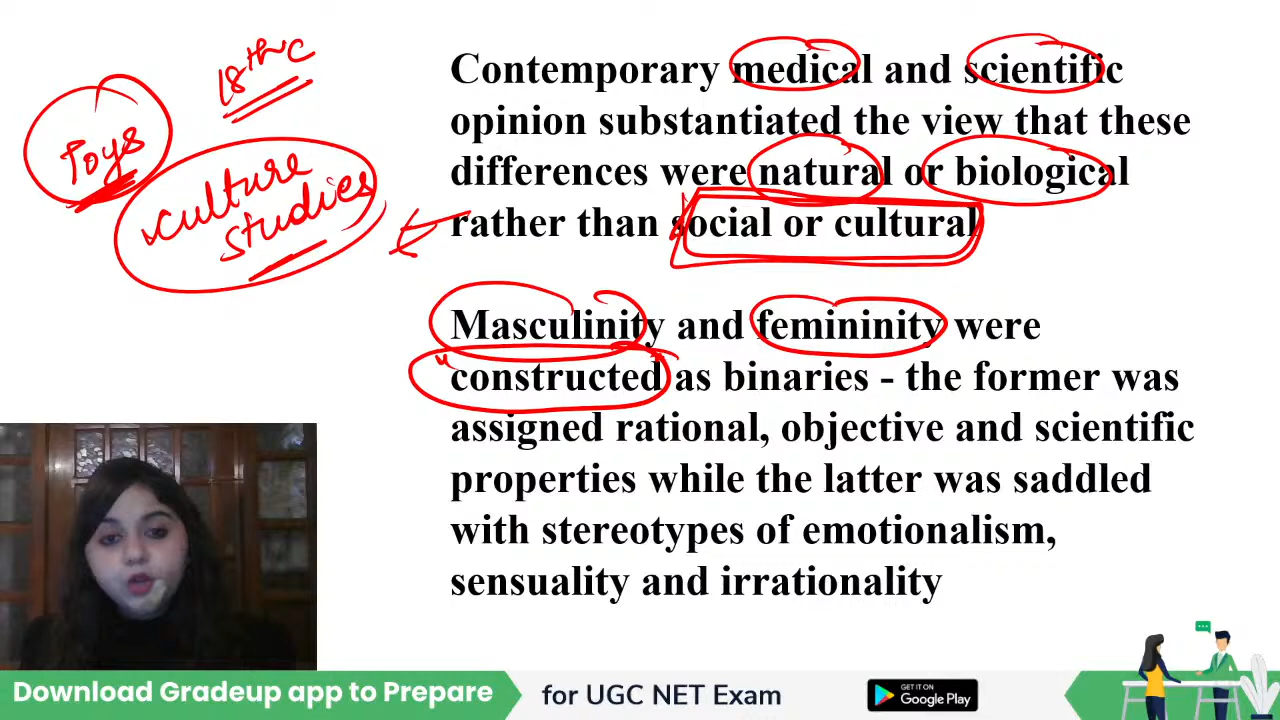 18th C
Toys
culture
studies
Contemporary medical and scientific
opinion substantiated the view that these
differences were natural or biological
rather than social or cultural
Masculinity and femininity were
"constructed" as binaries - the former was
assigned rational, objective and scientific
properties while the latter was saddled
with stereotypes of emotionalism,
sensuality and irrationality
Download Gradeup app to Prepare
for UGC NET Exam
GET IT ON
Google Play